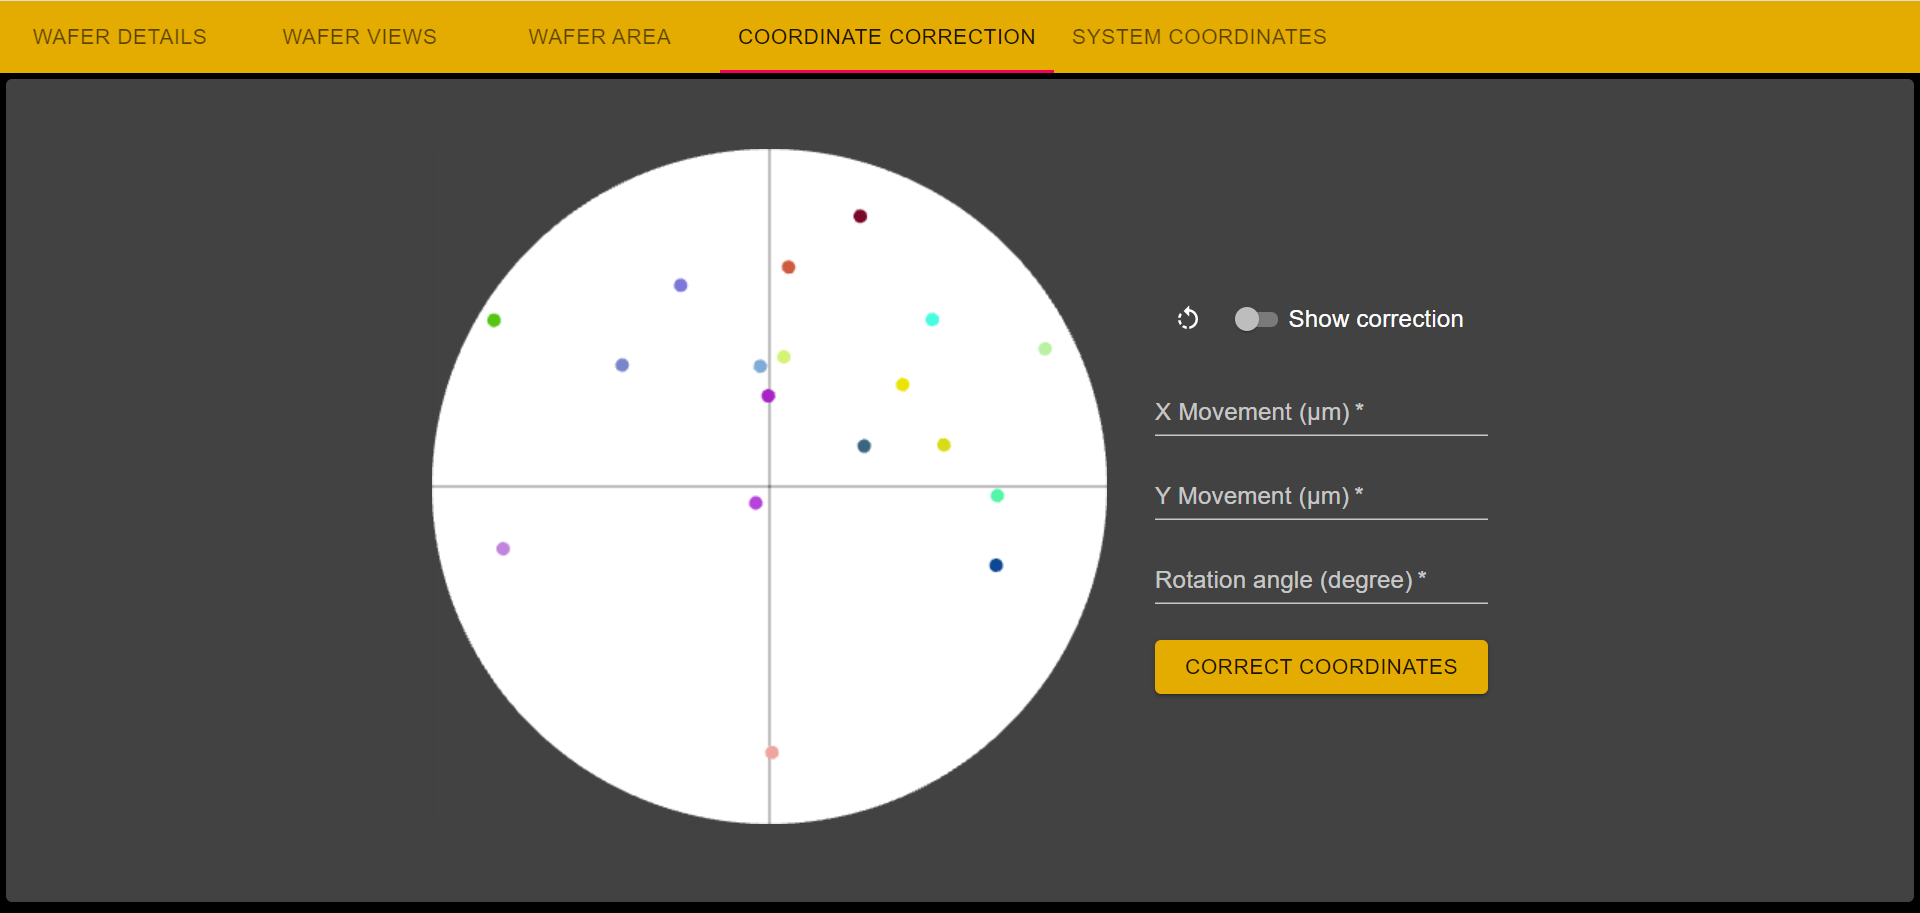 WAFER DETAILS WAFER VIEWS WAFER AREA COORDINATE CORRECTION SYSTEM COORDINATES
Show correction
X Movement (µm) *
Y Movement (µm) *
Rotation angle (degree) *
CORRECT COORDINATES